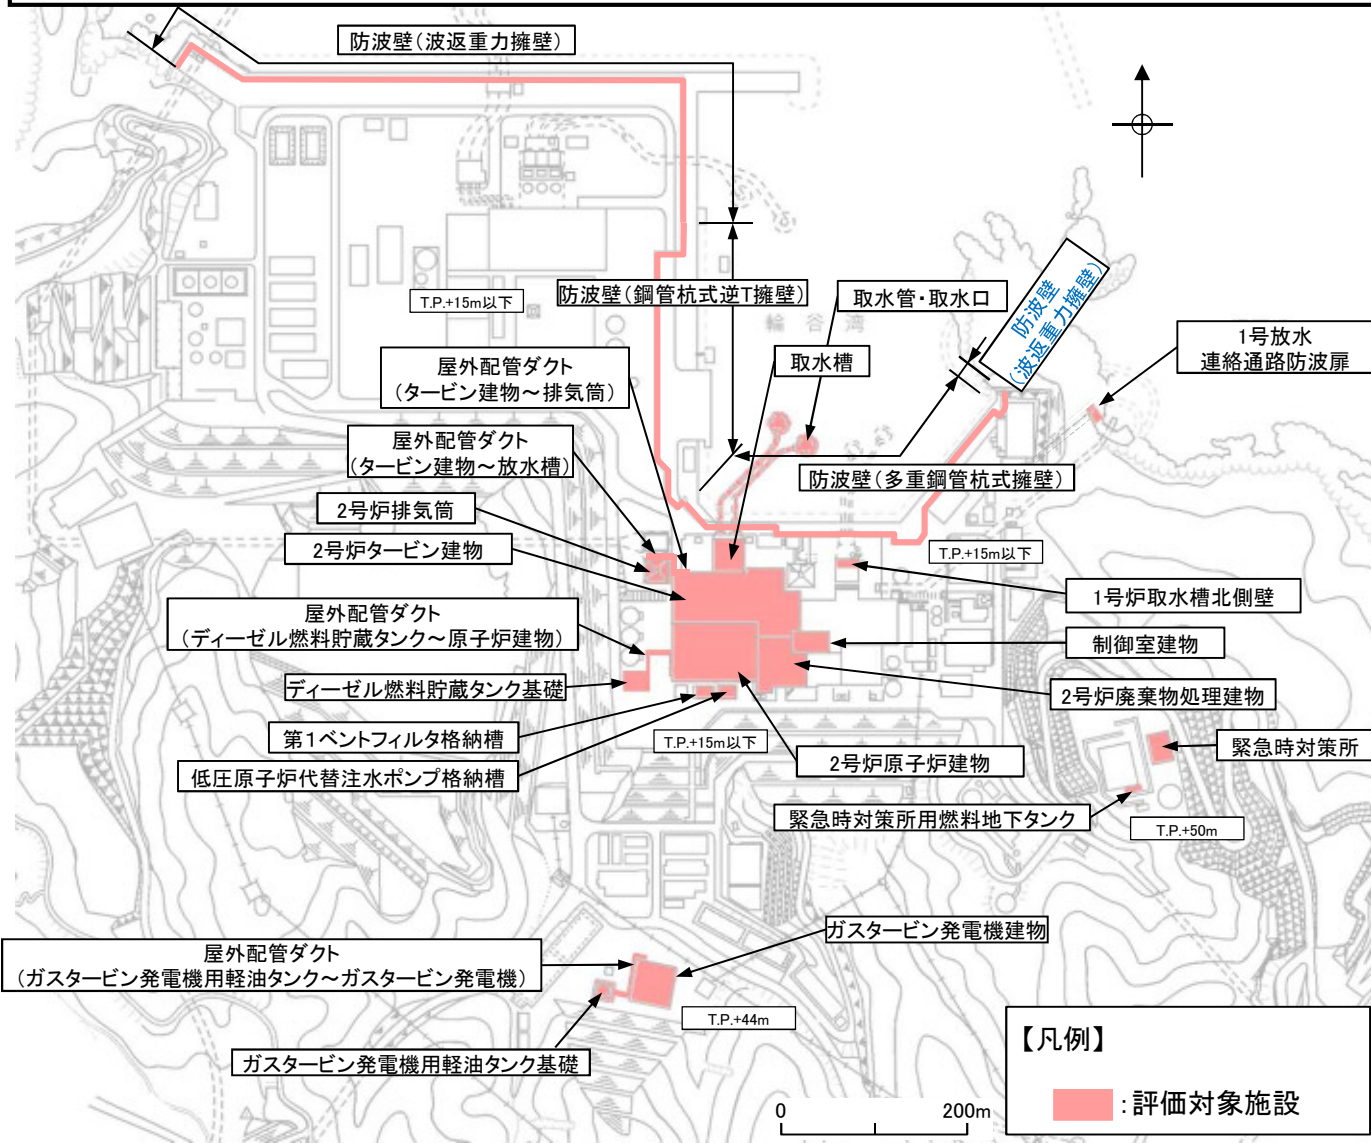 防波壁(波返重力擁壁)
T.P.+15m以下
防波壁(鋼管杭式逆T擁壁)
取水管・取水口
輪谷湾
防波壁
(波返重力擁壁)
1号放水
連絡通路防波扉
屋外配管ダクト
(タービン建物～排気筒)
取水槽
屋外配管ダクト
(タービン建物～放水槽)
防波壁(多重鋼管杭式擁壁)
2号炉排気筒
2号炉タービン建物
T.P.+15m以下
屋外配管ダクト
(ディーゼル燃料貯蔵タンク～原子炉建物)
1号炉取水槽北側壁
制御室建物
ディーゼル燃料貯蔵タンク基礎
2号炉廃棄物処理建物
第1ベントフィルタ格納槽
T.P.+15m以下
緊急時対策所
低圧原子炉代替注水ポンプ格納槽
2号炉原子炉建物
緊急時対策所用燃料地下タンク
T.P.+50m
ガスタービン発電機建物
屋外配管ダクト
(ガスタービン発電機用軽油タンク～ガスタービン発電機)
T.P.+44m
ガスタービン発電機用軽油タンク基礎
【凡例】
:評価対象施設
0 200m